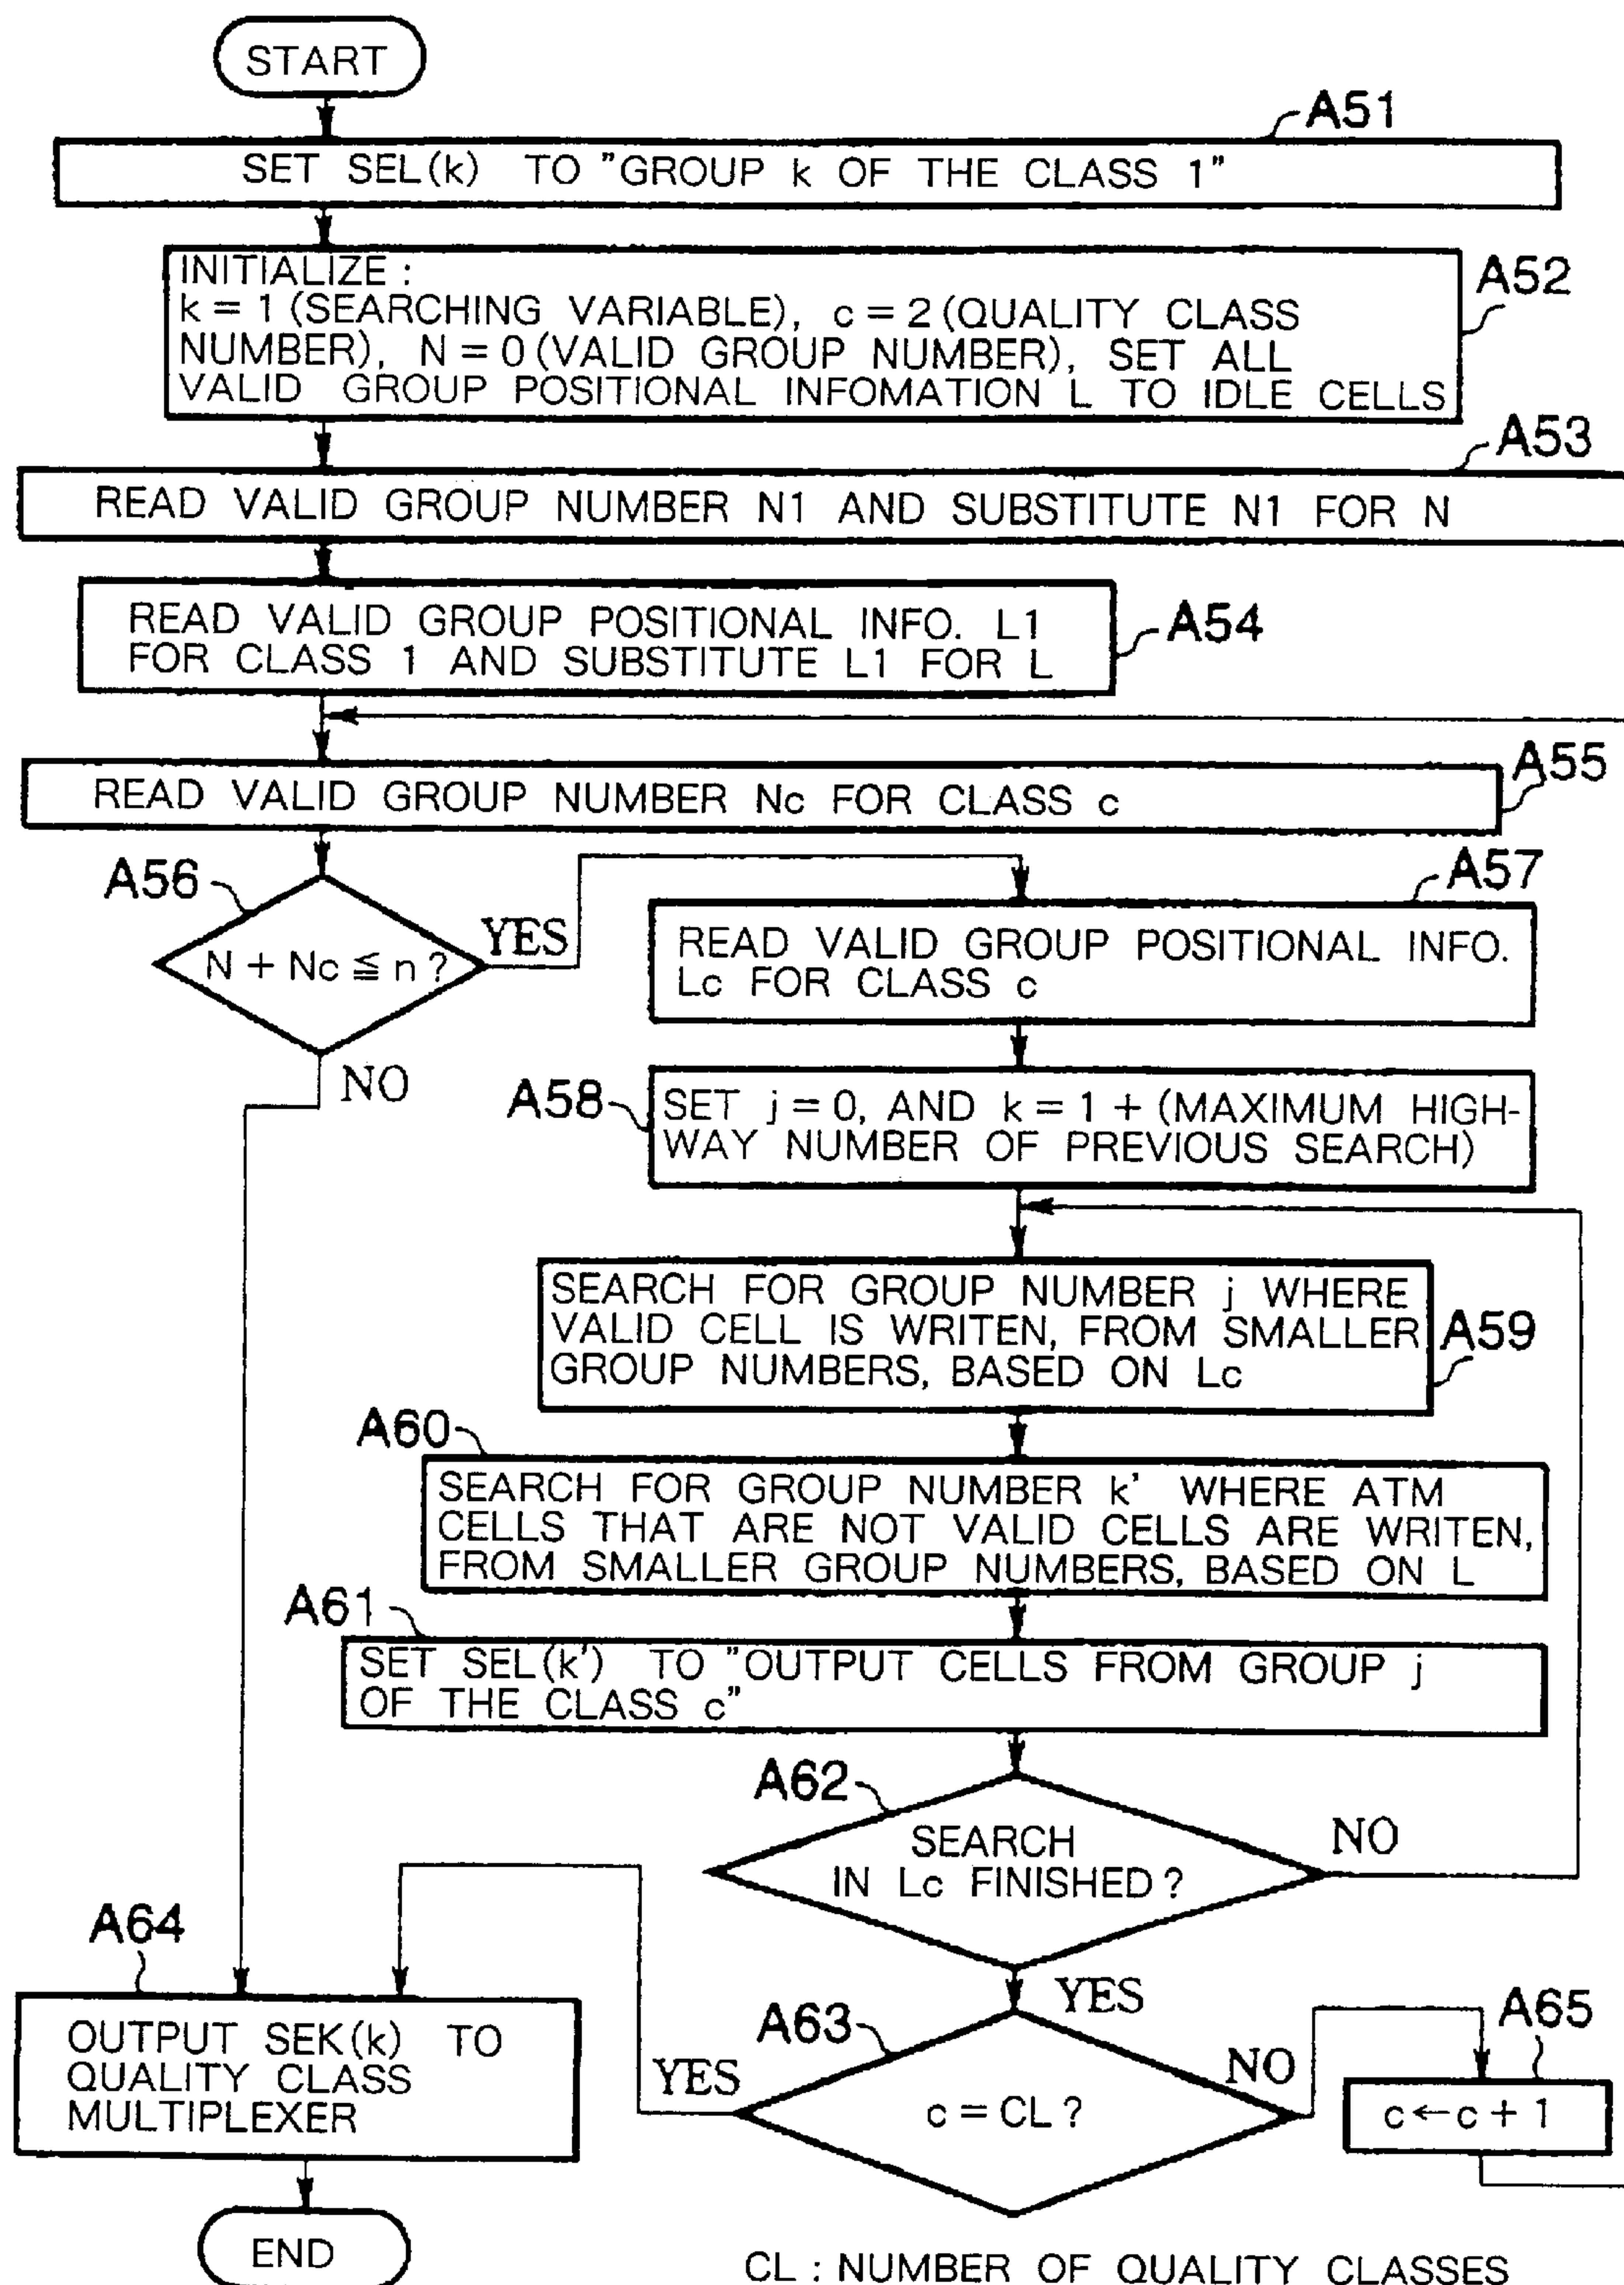 START
A51
SET SEL(k) TO "GROUP k OF THE CLASS 1"
INITIALIZE :
k = 1 (SEARCHING VARIABLE), c = 2 (QUALITY CLASS
NUMBER), N = 0 (VALID GROUP NUMBER), SET ALL
VALID GROUP POSITIONAL INFOMATION L TO IDLE CELLS
A52
A53
READ VALID GROUP NUMBER N1 AND SUBSTITUTE N1 FOR N
READ VALID GROUP POSITIONAL INFO. L1
FOR CLASS 1 AND SUBSTITUTE L1 FOR L
A54
A55
READ VALID GROUP NUMBER Nc FOR CLASS c
A56
N + Nc ≦ n ?
YES
NO
A57
READ VALID GROUP POSITIONAL INFO.
Lc FOR CLASS c
A58
SET j = 0, AND k = 1 + (MAXIMUM HIGH-
WAY NUMBER OF PREVIOUS SEARCH)
SEARCH FOR GROUP NUMBER j WHERE
VALID CELL IS WRITEN, FROM SMALLER
GROUP NUMBERS, BASED ON Lc
A59
A60
SEARCH FOR GROUP NUMBER k' WHERE ATM
CELLS THAT ARE NOT VALID CELLS ARE WRITEN,
FROM SMALLER GROUP NUMBERS, BASED ON L
A61
SET SEL(k') TO "OUTPUT CELLS FROM GROUP j
OF THE CLASS c"
A62
SEARCH
IN Lc FINISHED ?
NO
YES
A63
c = CL ?
YES
NO
A65
c ← c + 1
A64
OUTPUT SEK(k) TO
QUALITY CLASS
MULTIPLEXER
END
CL : NUMBER OF QUALITY CLASSES